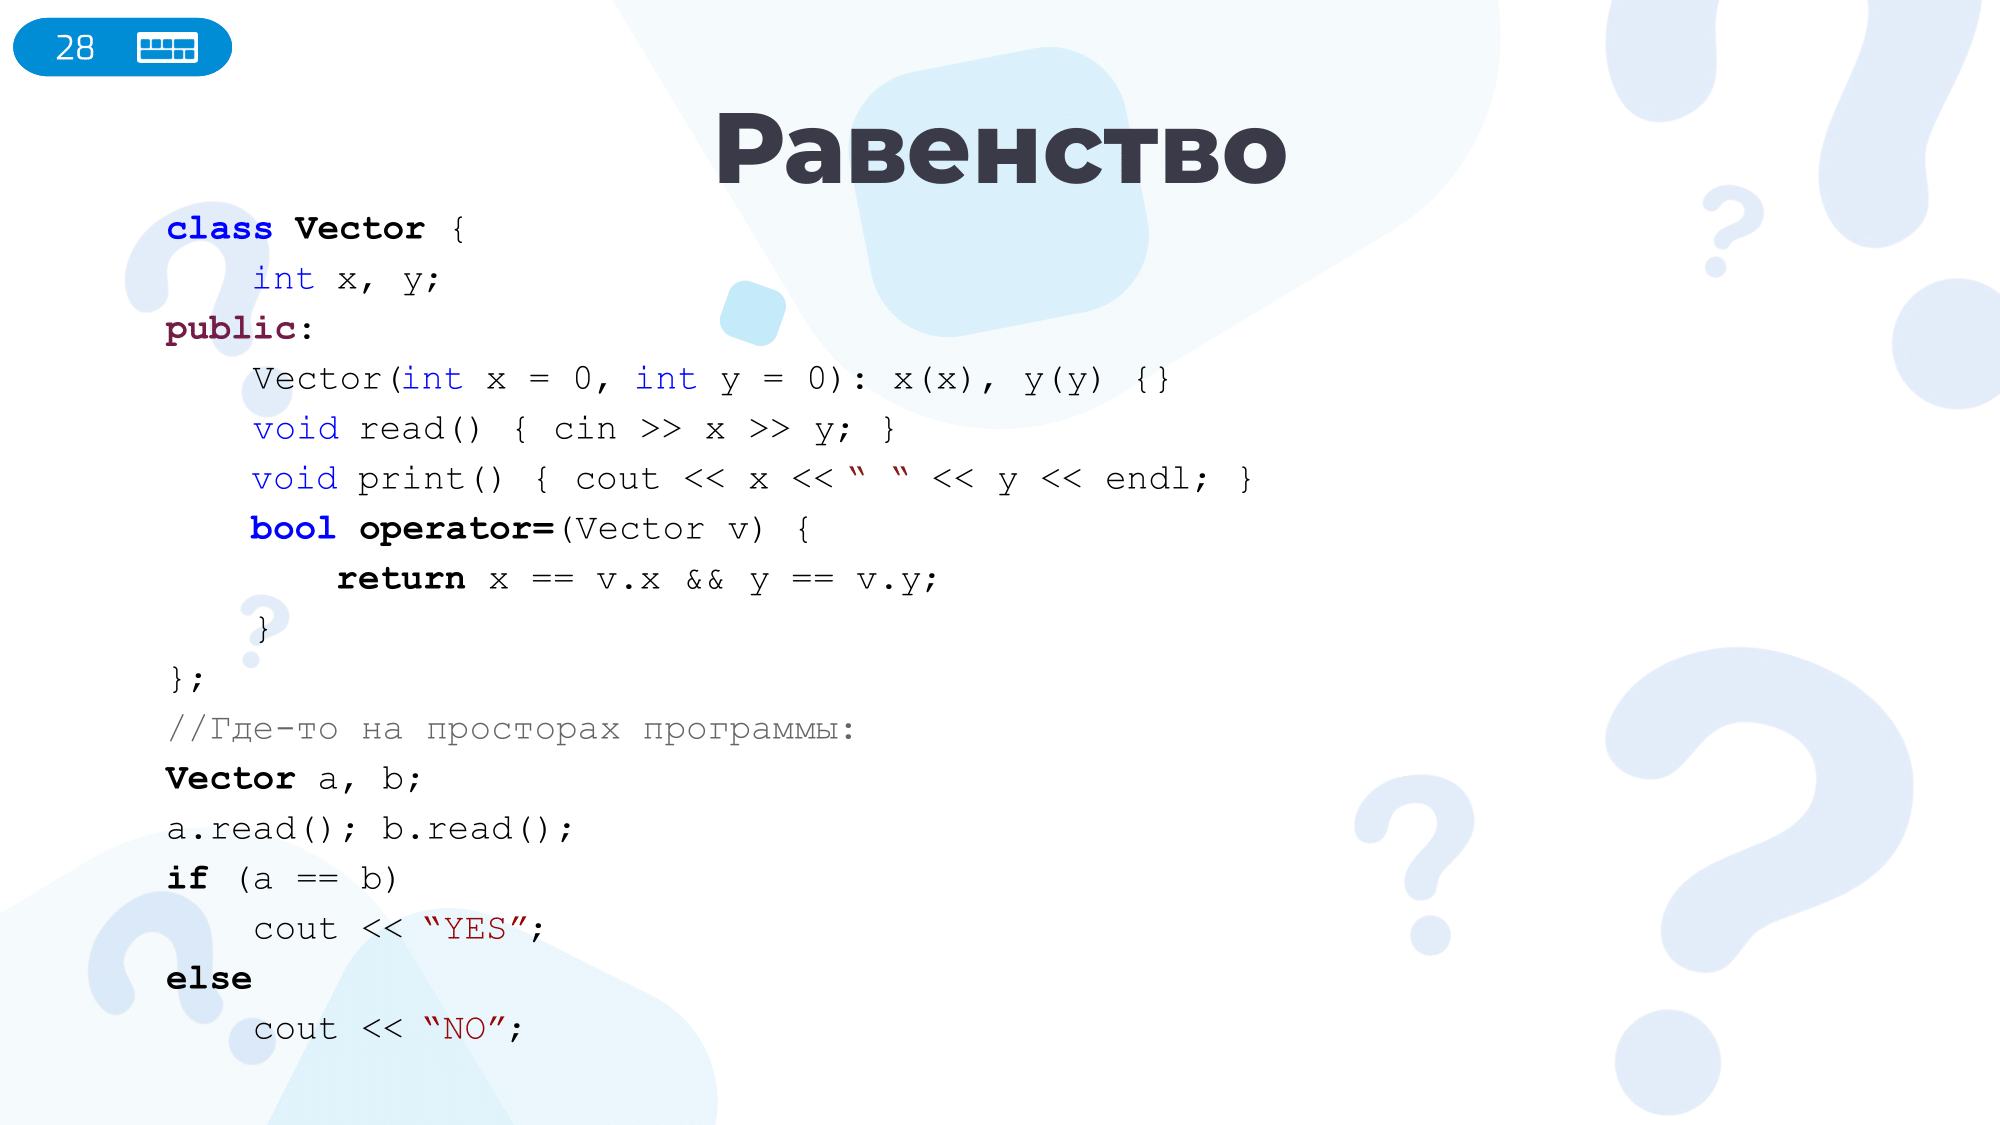 28
Равенство
class Vector {
    int x, y;
public:
    Vector(int x = 0, int y = 0): x(x), y(y) {}
    void read() { cin >> x >> y; }
    void print() { cout << x << “ “ << y << endl; }
    bool operator=(Vector v) {
        return x == v.x && y == v.y;
    }
};
//Где-то на просторах программы:
Vector a, b;
a.read(); b.read();
if (a == b)
    cout << “YES”;
else
    cout << “NO”;